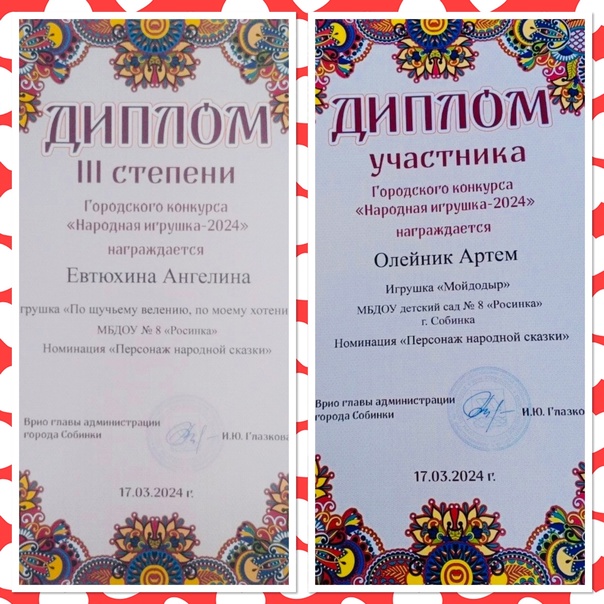 ДИПЛОМ
III степени
Городского конкурса
«Народная игрушка-2024»
награждается
Евтюхина Ангелина
грушка «По щучьему велению, по моему хотени
МБДОУ № 8 «Росинка»
Номинация «Персонаж народной сказки»
Врио главы администрации
города Собинки
И.Ю. Глазков
17.03.2024 г.
ДИПЛОМ
участника
Городского конкурса
«Народная игрушка-2024»
награждается
Олейник Артем
Игрушка «Мойдодыр»
МБДОУ детский сад № 8 «Росинка»
г. Собинка
Номинация «Персонаж народной сказки»
Врио главы администрации
города Собинки
И.Ю. Глазко
17.03.2024 г.